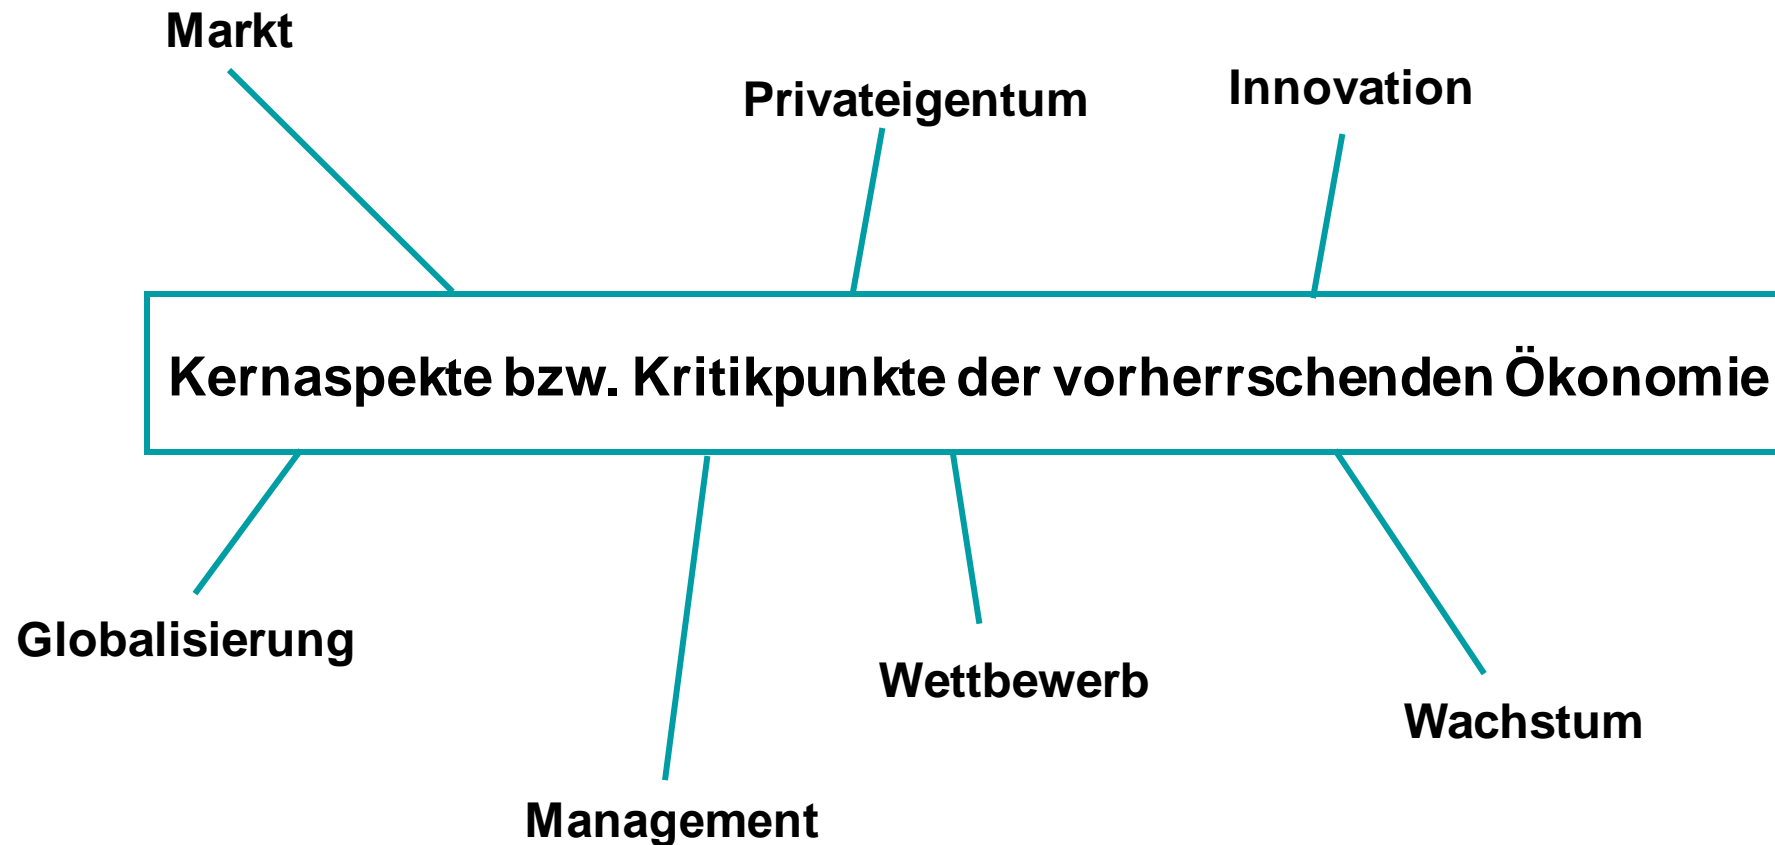 Markt
Privateigentum
Innovation
Kernaspekte bzw. Kritikpunkte der vorherrschenden Ökonomie
Globalisierung
Wettbewerb
Wachstum
Management